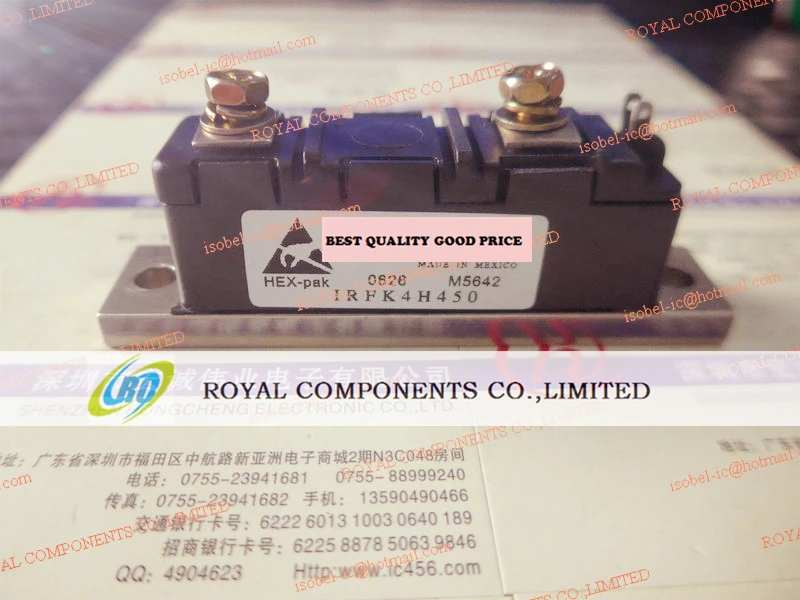 ROYAL COMPONENTS CO.,LIMITED
isobel-ic@hotmail.com
ROYAL COMPONENTS CO.,LIMITED
isobel-ic@hotmail.com
ROYAL COMPONENTS CO.,LIMITED
isobel-ic@hotmail.com
BEST QUALITY GOOD PRICE
MADE IN MEXICO
HEX-pak 0626 M5642
IRFK4H450
isobel-ic@hotmail.com
RO
ROYAL COMPONENTS CO.,LIMITED
广东省深圳市福田区中航路新亚洲电子商城2期N3C048房间
电话: 0755-23941681 0755-88999240
传真: 0755-23941682 手机: 13590490466
交通银行卡号: 6222 6013 1003 0640 189
招商银行卡号: 6225 8878 5063 9846
QQ: 4904623 Http:www.ic456.com
isobel-ic@hotmail.com
ROYAL COMPONENTS CO.,LIMITED